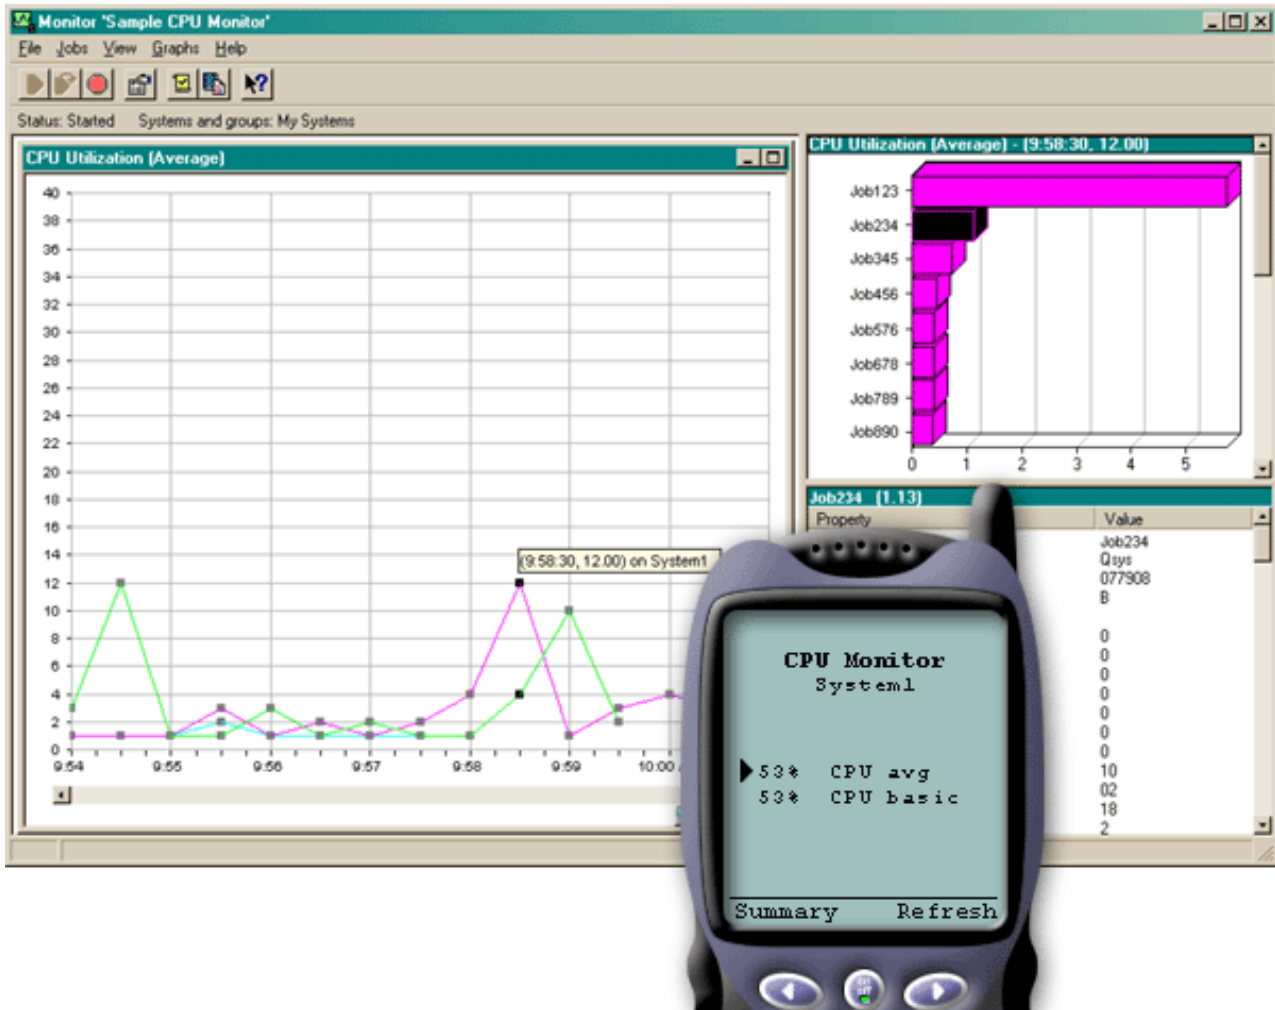 Monitor 'Sample CPU Monitor'
File Jobs View Graphs Help
Status: Started Systems and groups: My Systems
CPU Utilization (Average)
40
38
36
34
32
30
28
26
24
22
20
18
16
14
12
10
8
6
4
2
0
9:54 9:55 9:56 9:57 9:58 9:59 10:00
(9:58:30, 12.00) on System1
CPU Utilization (Average) - (9:58:30, 12.00)
Job123
Job234
Job345
Job456
Job576
Job678
Job789
Job890
0 1 2 3 4 5
Job234 (1.13)
Property Value
Job234
Qsys
077908
B
0
0
0
0
0
0
0
10
02
18
2
CPU Monitor
System1
53% CPU avg
53% CPU basic
Summary Refresh